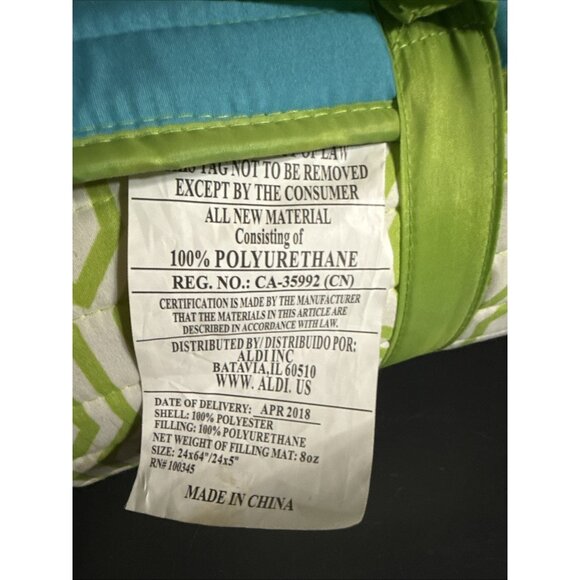 OF LAW
TAG NOT TO BE REMOVED
EXCEPT BY THE CONSUMER
ALL NEW MATERIAL
Consisting of
100% POLYURETHANE
REG. NO.: CA-35992 (CN)
CERTIFICATION IS MADE BY THE MANUFACTURER
THAT THE MATERIALS IN THIS ARTICLE ARE
DESCRIBED IN ACCORDANCE WITH LAW.
DISTRIBUTED BY/DISTRIBUIDO POR:
ALDI INC
BATAVIA,IL 60510
WWW. ALDI. US
DATE OF DELIVERY: APR 2018
SHELL: 100% POLYESTER
FILLING: 100% POLYURETHANE
NET WEIGHT OF FILLING MAT: 8oz
SIZE: 24x64"/24x5"
RN# 100345
MADE IN CHINA